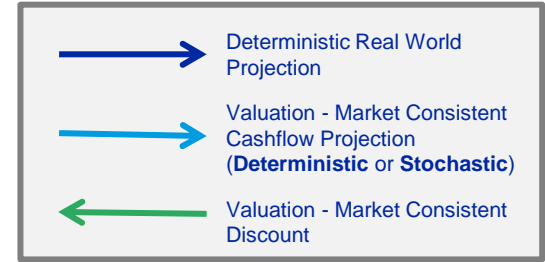 Deterministic Real World
Projection
Valuation - Market Consistent
Cashflow Projection
(Deterministic or Stochastic)
Valuation - Market Consistent
Discount